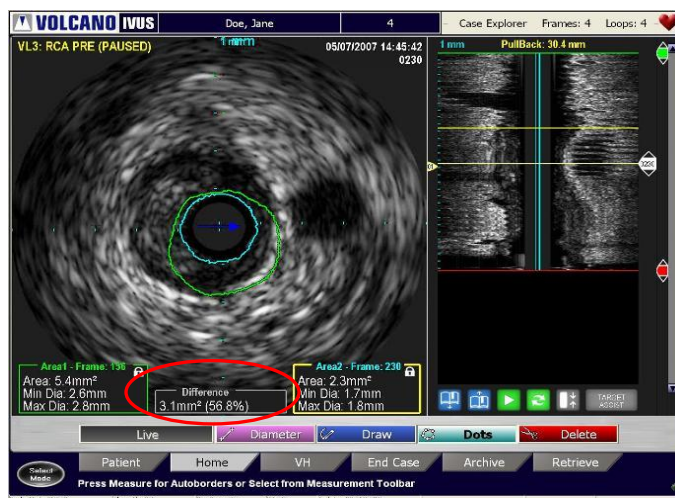 VOLCANO IVUS Doe, Jane 4 Case Explorer Frames: 4 Loops: 4
VL3: RCA PRE (PAUSED) 1 mm 05/07/2007 14:45:42
0230
1 mm PullBack: 30.4 mm
0230
Area1 - Frame: 136
Area: 5.4mm²
Min Dia: 2.6mm
Max Dia: 2.8mm
Difference
3.1mm² (56.8%)
Area2 - Frame: 230
Area: 2.3mm²
Min Dia: 1.7mm
Max Dia: 1.8mm
TARGET
ASSIST
Live Diameter Draw Dots Delete
Select
Mode
Patient Home VH End Case Archive Retrieve
Press Measure for Autoborders or Select from Measurement Toolbar